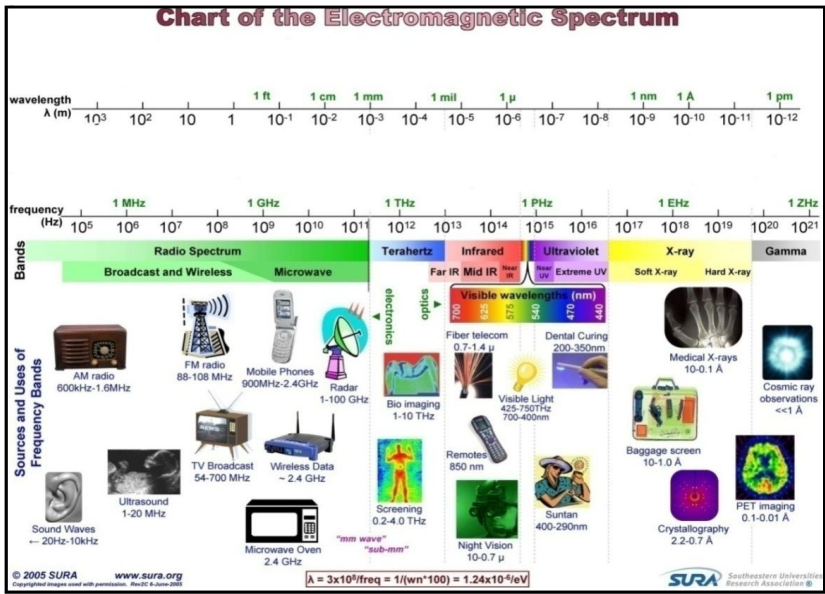 Chart of the Electromagnetic Spectrum
1 ft 1 cm 1 mm 1 mil 1 µ 1 nm 1 Å 1 pm
wavelength
λ (m)
10³ 10² 10 1 10⁻¹ 10⁻² 10⁻³ 10⁻⁴ 10⁻⁵ 10⁻⁶ 10⁻⁷ 10⁻⁸ 10⁻⁹ 10⁻¹⁰ 10⁻¹¹ 10⁻¹²
1 MHz 1 GHz 1 THz 1 PHz 1 EHz 1 ZHz
frequency
(Hz)
10⁵ 10⁶ 10⁷ 10⁸ 10⁹ 10¹⁰ 10¹¹ 10¹² 10¹³ 10¹⁴ 10¹⁵ 10¹⁶ 10¹⁷ 10¹⁸ 10¹⁹ 10²⁰ 10²¹
Bands
Radio Spectrum Terahertz Infrared Ultraviolet X-ray Gamma
Broadcast and Wireless Microwave Far IR Mid IR Near IR Near UV Extreme UV Soft X-ray Hard X-ray
electronics
optics
Visible wavelengths (nm)
700 625 575 540 470 440
Sources and Uses of
Frequency Bands
AM radio
600kHz-1.6MHz
FM radio
88-108 MHz
Mobile Phones
900MHz-2.4GHz
Radar
1-100 GHz
Bio imaging
1-10 THz
Fiber telecom
0.7-1.4 µ
Visible Light
425-750THz
700-400nm
Dental Curing
200-350nm
Medical X-rays
10-0.1 Å
Cosmic ray
observations
<<1 Å
Sound Waves
← 20Hz-10kHz
Ultrasound
1-20 MHz
NEWS
TV Broadcast
54-700 MHz
Wireless Data
~ 2.4 GHz
Microwave Oven
2.4 GHz
Screening
0.2-4.0 THz
"mm wave"
"sub-mm"
Remotes
850 nm
Night Vision
10-0.7 µ
Suntan
400-290nm
Baggage screen
10-1.0 Å
Crystallography
2.2-0.7 Å
PET imaging
0.1-0.01 Å
© 2005 SURA www.sura.org
Copyrighted images used with permission. Rev2C 6-June-2005
λ = 3x10⁸/freq = 1/(wn*100) = 1.24x10⁻⁶/eV
SURA
Southeastern Universities
Research Association ®